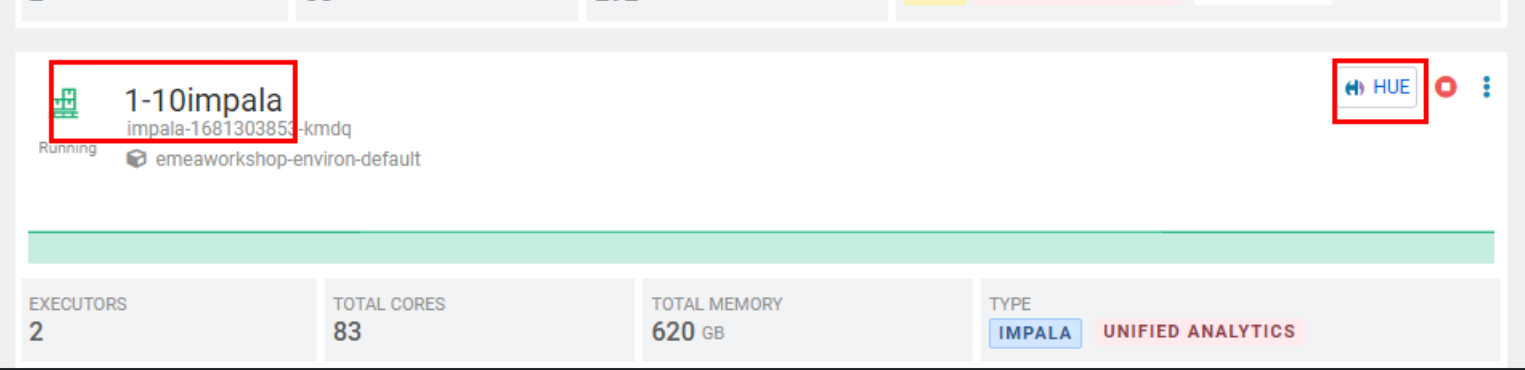 1-10impala
HUE
impala-1681303853-kmdq
Running
emeaworkshop-environ-default
EXECUTORS
2
TOTAL CORES
83
TOTAL MEMORY
620 GB
TYPE
IMPALA UNIFIED ANALYTICS